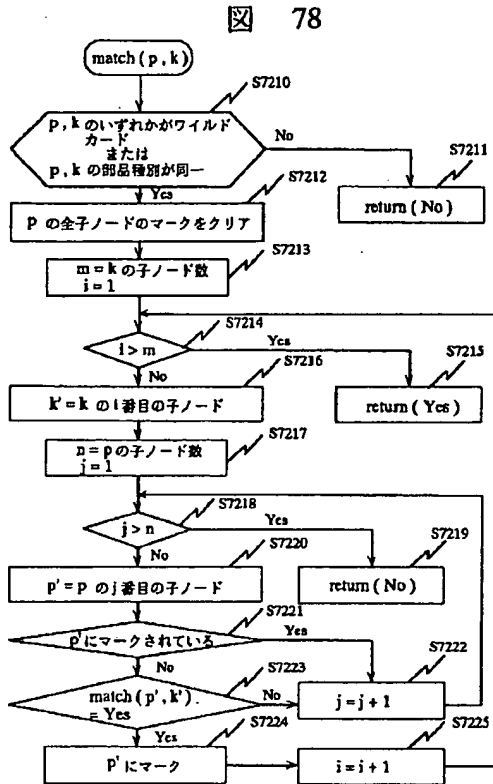 図 78
match(p,k)
S7210
p,kのいずれかがワイルド
カード
または
p,kの部品種別が同一
No
S7211
return(No)
Yes
S7212
pの全子ノードのマークをクリア
S7213
m=kの子ノード数
i=1
S7214
i>m
Yes
S7215
return(Yes)
No
S7216
k'=kのi番目の子ノード
S7217
n=pの子ノード数
j=1
S7218
j>n
Yes
S7219
return(No)
No
S7220
p'=pのj番目の子ノード
S7221
p'にマークされている
Yes
S7222
j=j+1
No
S7223
match(p',k')
=Yes
No
Yes
S7224
p'にマーク
S7225
i=i+1